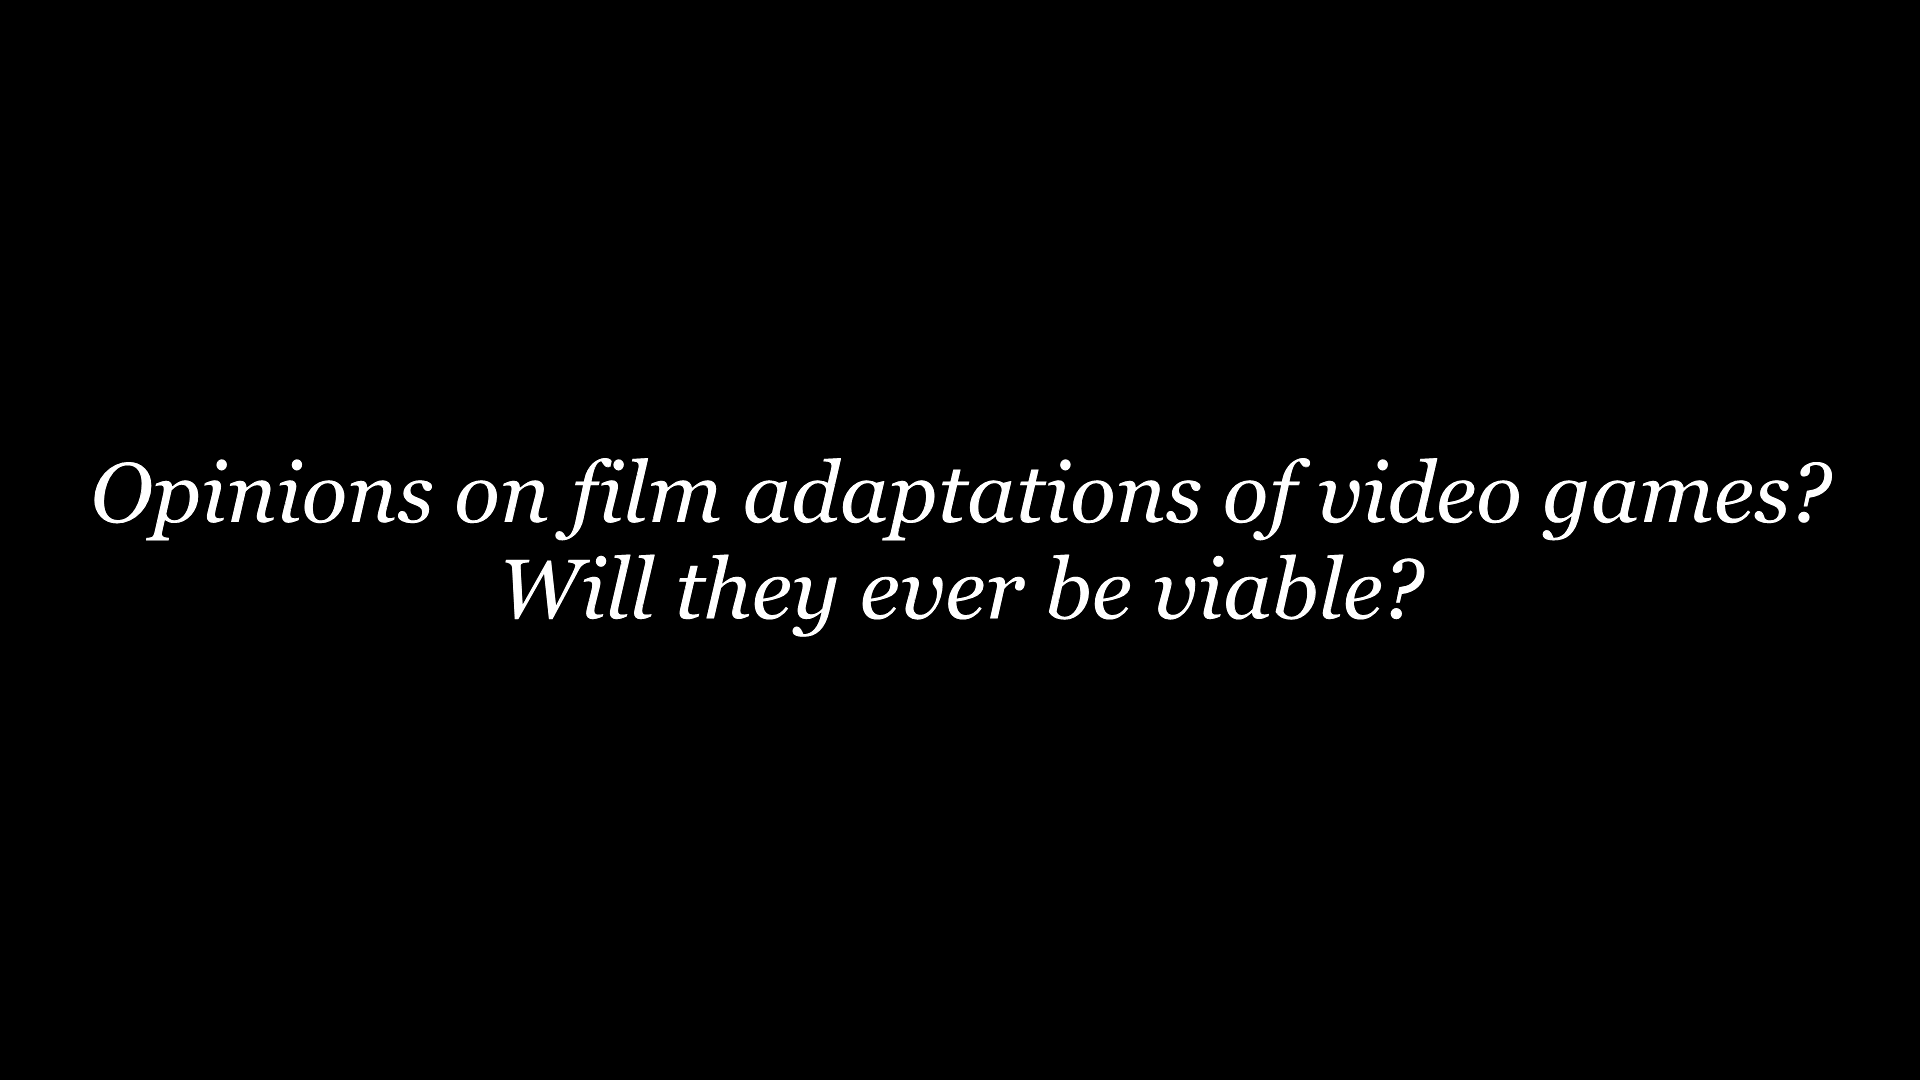 Opinions on film adaptations of video games?
Will they ever be viable?